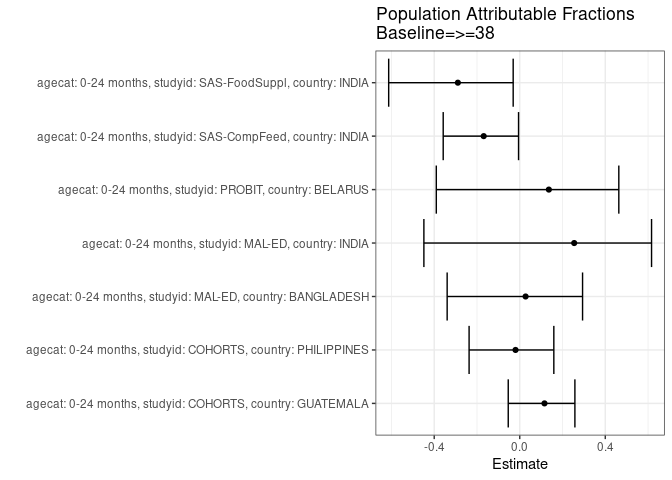 Population Attributable Fractions
Baseline=>=38
agecat: 0-24 months, studyid: SAS-FoodSuppl, country: INDIA
agecat: 0-24 months, studyid: SAS-CompFeed, country: INDIA
agecat: 0-24 months, studyid: PROBIT, country: BELARUS
agecat: 0-24 months, studyid: MAL-ED, country: INDIA
agecat: 0-24 months, studyid: MAL-ED, country: BANGLADESH
agecat: 0-24 months, studyid: COHORTS, country: PHILIPPINES
agecat: 0-24 months, studyid: COHORTS, country: GUATEMALA
-0.4 0.0 0.4
Estimate